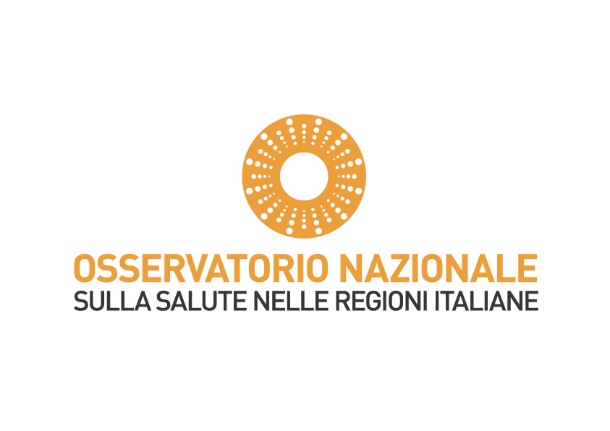 OSSERVATORIO NAZIONALE
SULLA SALUTE NELLE REGIONI ITALIANE